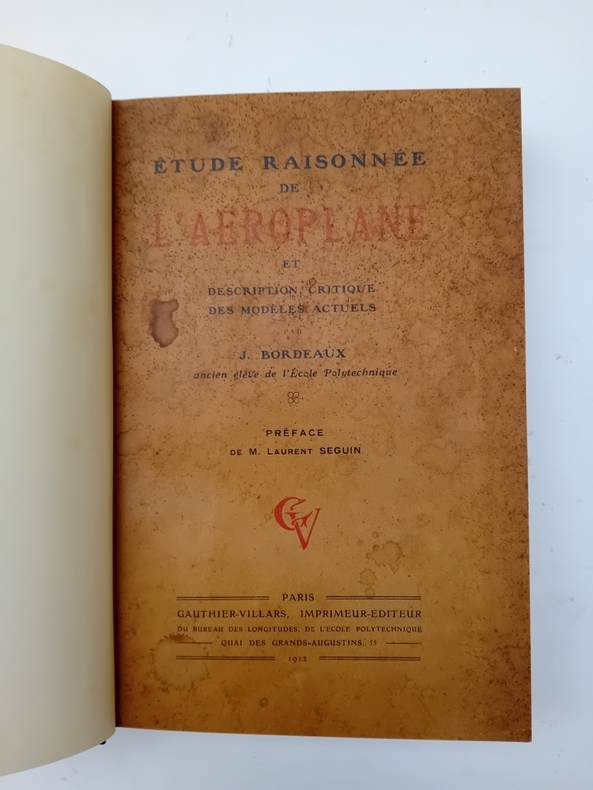 ÉTUDE RAISONNÉE
DE
L'AÉROPLANE
ET
DESCRIPTION CRITIQUE
DES MODÈLES ACTUELS
PAR
J. BORDEAUX
ancien élève de l'École Polytechnique
PRÉFACE
DE M. LAURENT SEGUIN
GV
PARIS
GAUTHIER-VILLARS, IMPRIMEUR-ÉDITEUR
DU BUREAU DES LONGITUDES, DE L'ÉCOLE POLYTECHNIQUE
QUAI DES GRANDS-AUGUSTINS, 55
1912